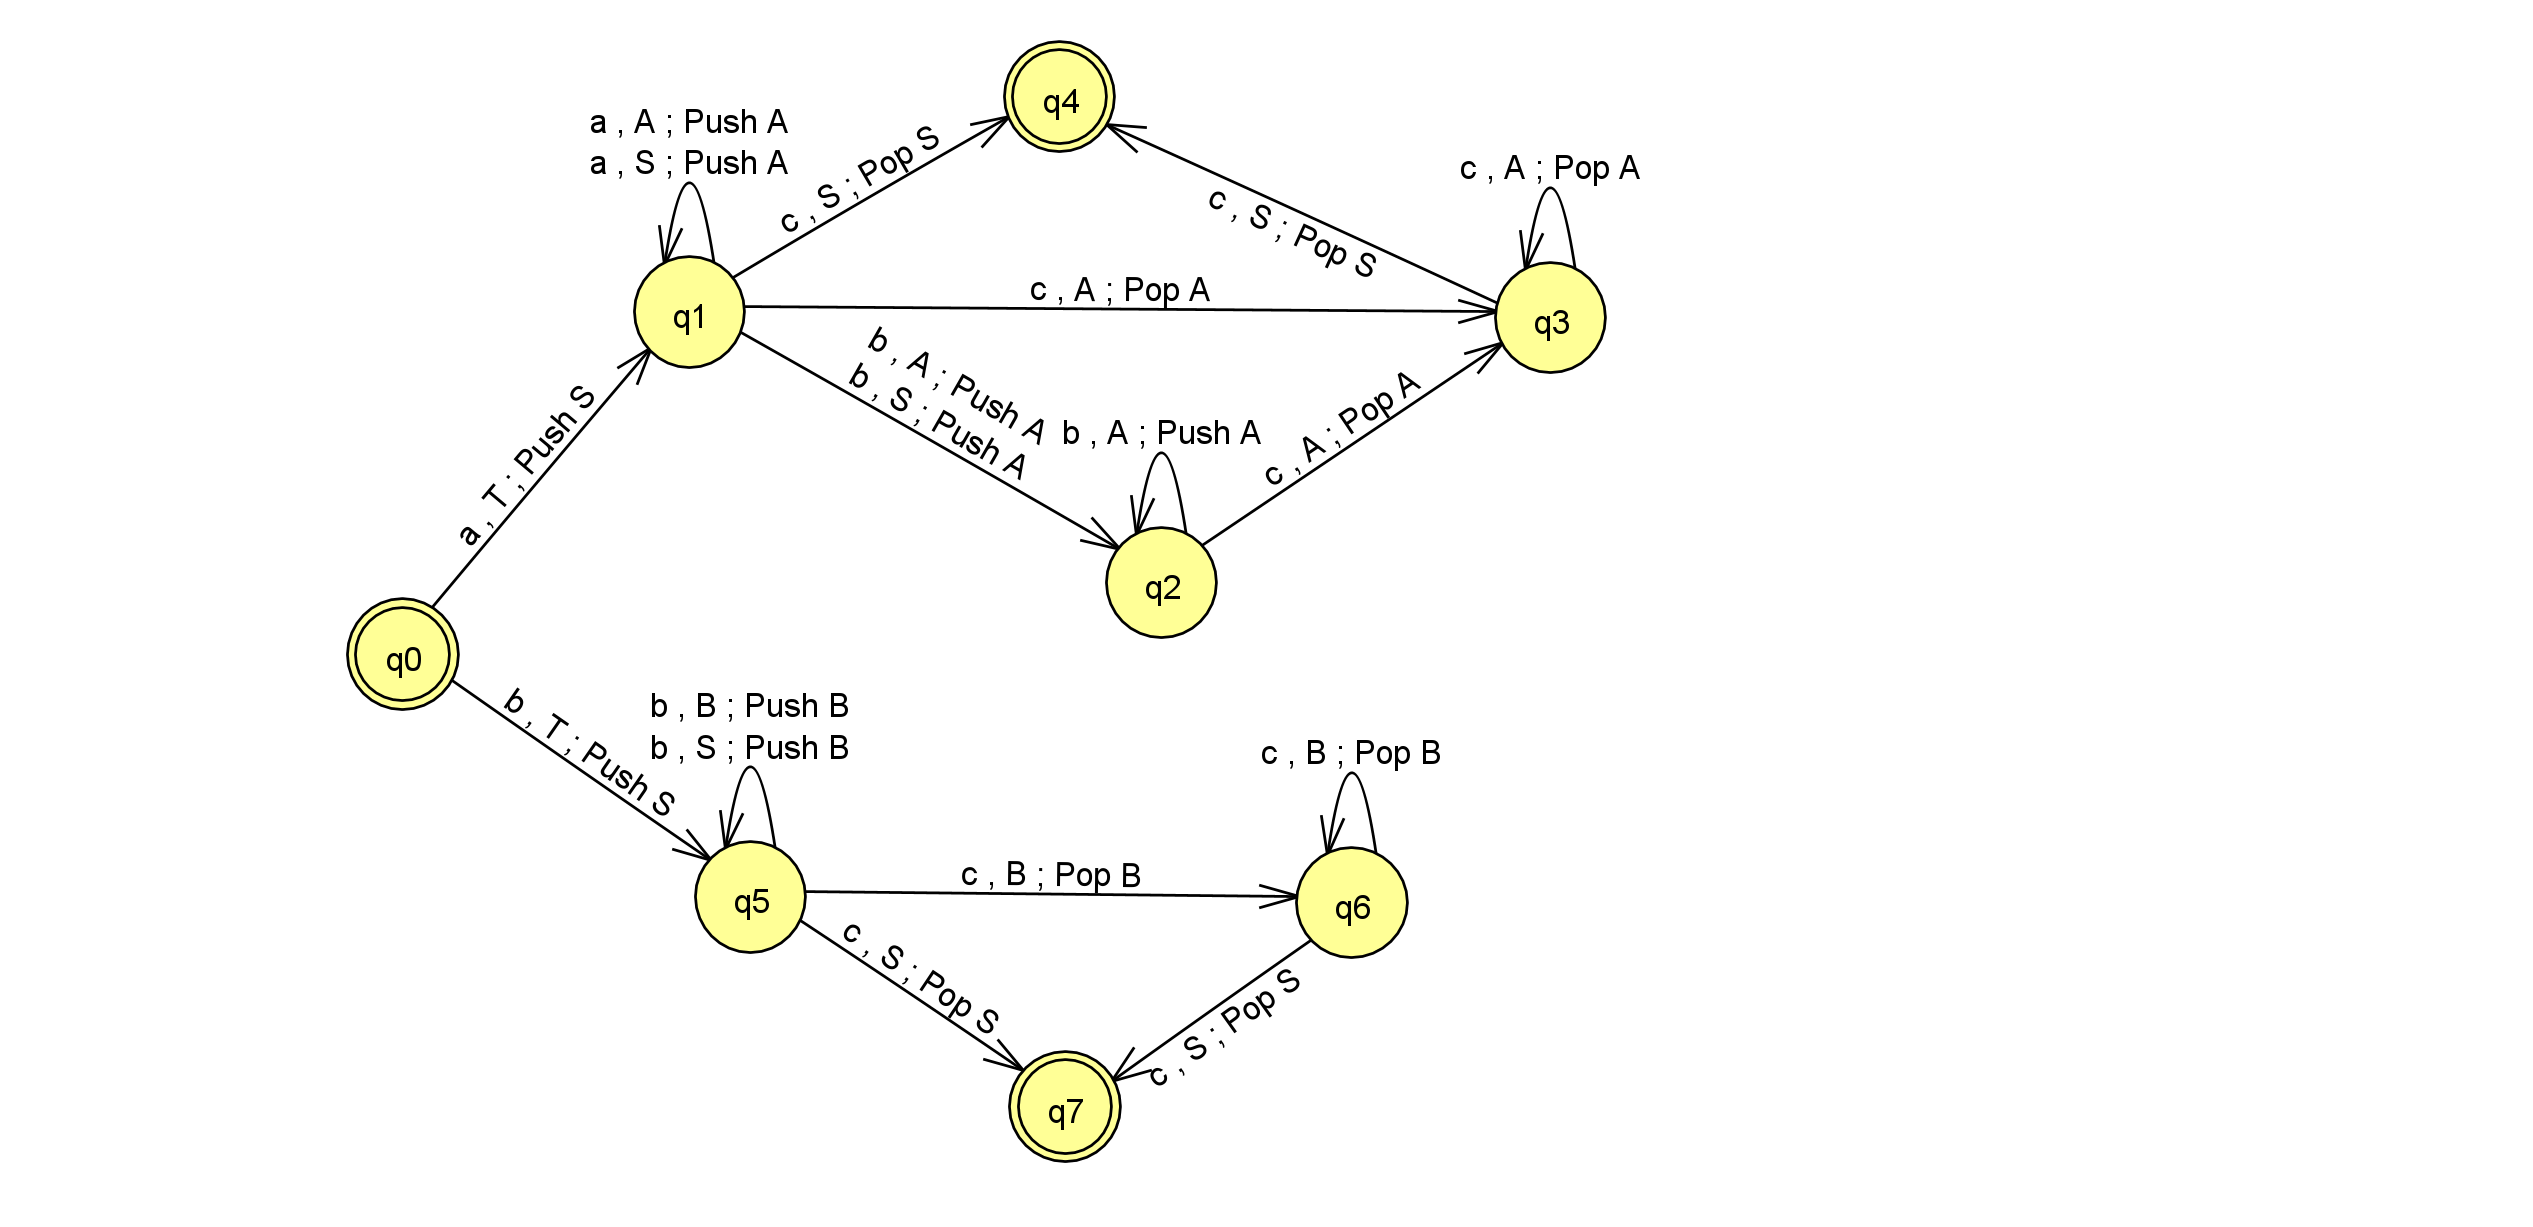 q4
a , A ; Push A
a , S ; Push A
c , S ; Pop S
c , A ; Pop A
c , S ; Pop S
q1
c , A ; Pop A
q3
b , A ; Push A
b , S ; Push A
b , A ; Push A
c , A ; Pop A
a , T ; Push S
q2
q0
b , T ; Push S
b , B ; Push B
b , S ; Push B
c , B ; Pop B
q5
c , B ; Pop B
q6
c , S ; Pop S
c , S ; Pop S
q7